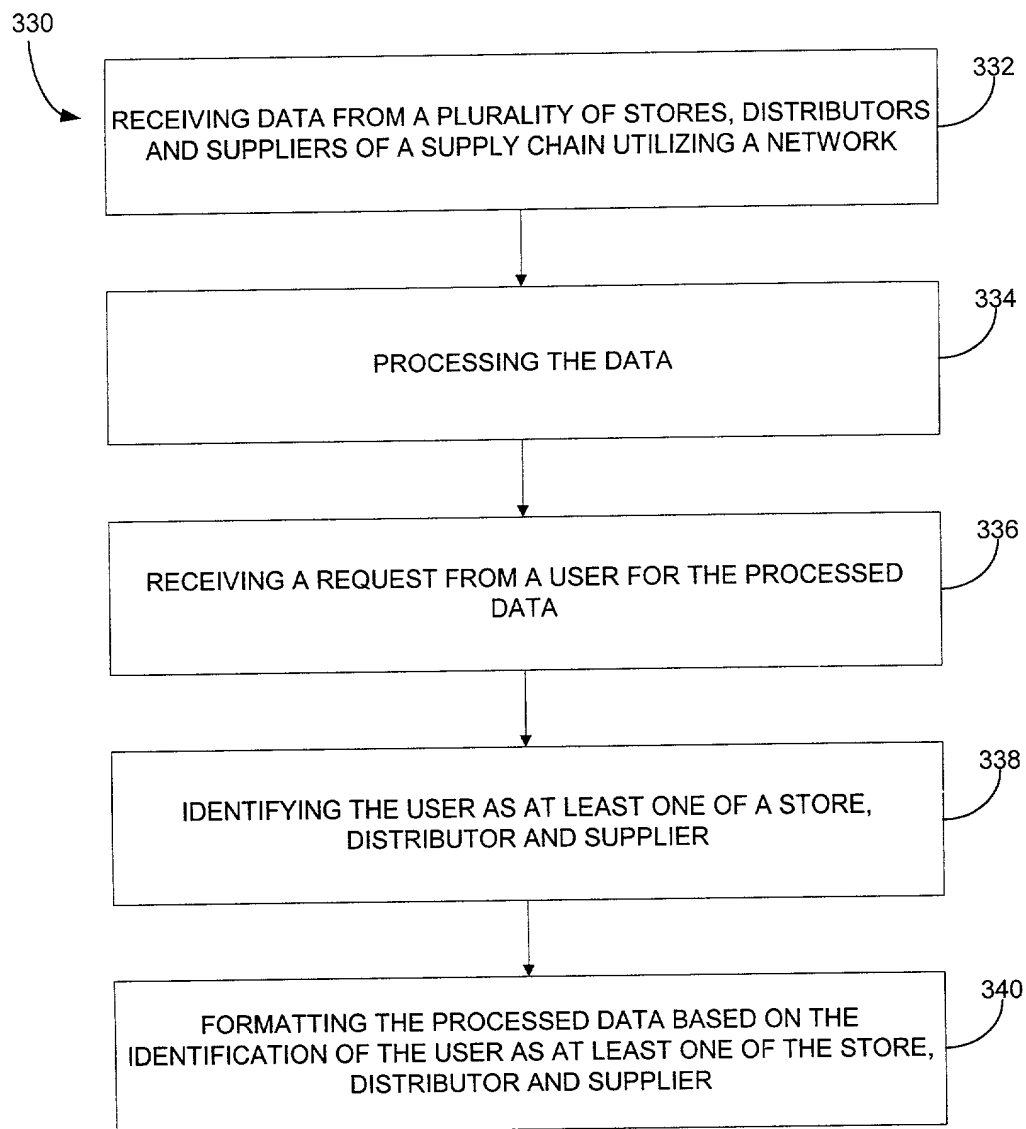 330
332
RECEIVING DATA FROM A PLURALITY OF STORES, DISTRIBUTORS
AND SUPPLIERS OF A SUPPLY CHAIN UTILIZING A NETWORK
334
PROCESSING THE DATA
336
RECEIVING A REQUEST FROM A USER FOR THE PROCESSED
DATA
338
IDENTIFYING THE USER AS AT LEAST ONE OF A STORE,
DISTRIBUTOR AND SUPPLIER
340
FORMATTING THE PROCESSED DATA BASED ON THE
IDENTIFICATION OF THE USER AS AT LEAST ONE OF THE STORE,
DISTRIBUTOR AND SUPPLIER